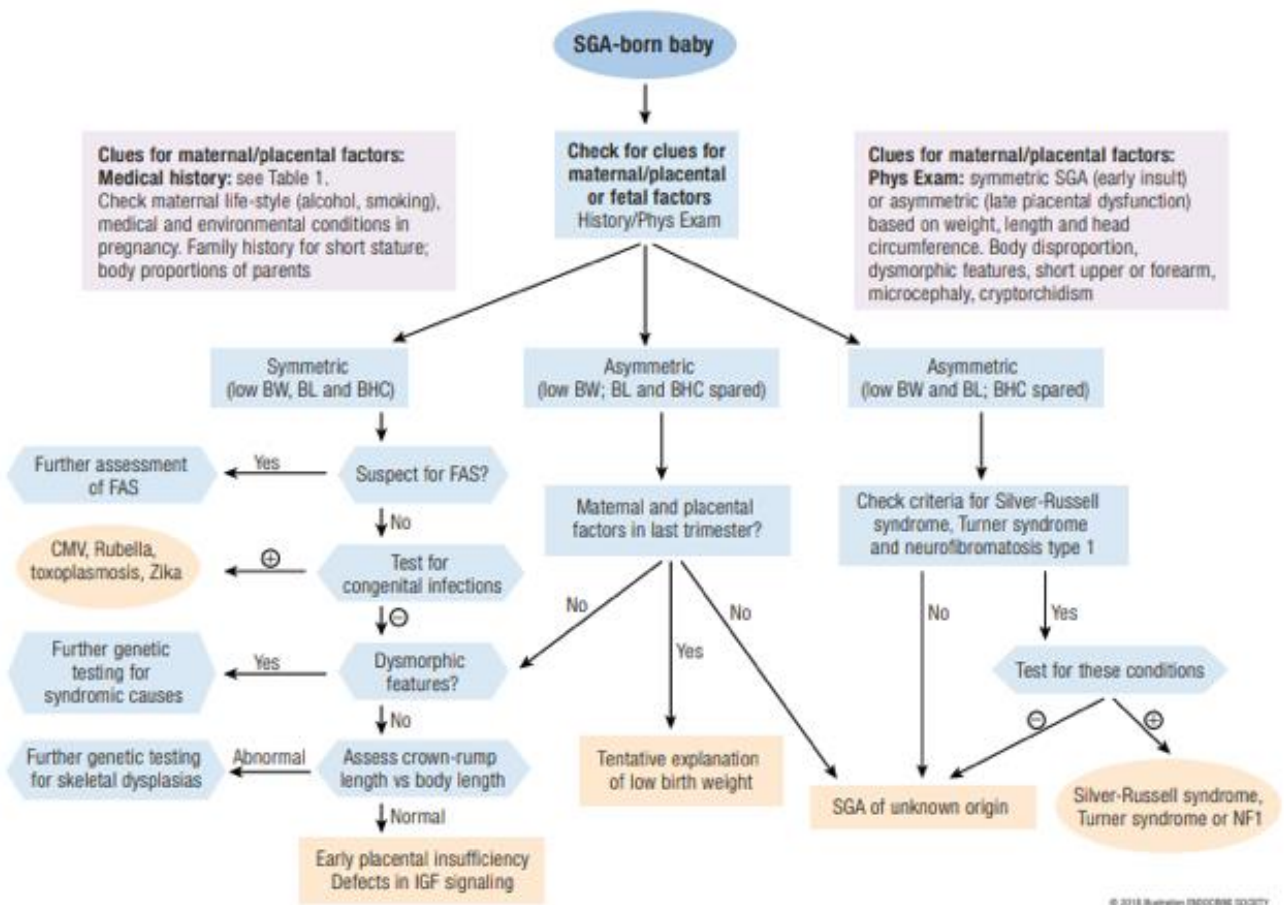 SGA-born baby
Clues for maternal/placental factors:
Medical history: see Table 1.
Check maternal life-style (alcohol, smoking),
medical and environmental conditions in
pregnancy. Family history for short stature;
body proportions of parents
Check for clues for
maternal/placental
or fetal factors
History/Phys Exam
Clues for maternal/placental factors:
Phys Exam: symmetric SGA (early insult)
or asymmetric (late placental dysfunction)
based on weight, length and head
circumference. Body disproportion,
dysmorphic features, short upper or forearm,
microcephaly, cryptorchidism
Symmetric
(low BW, BL and BHC)
Asymmetric
(low BW; BL and BHC spared)
Asymmetric
(low BW and BL; BHC spared)
Further assessment
of FAS
Yes
Suspect for FAS?
Maternal and placental
factors in last trimester?
Check criteria for Silver-Russell
syndrome, Turner syndrome
and neurofibromatosis type 1
No
CMV, Rubella,
toxoplasmosis, Zika
⊕
Test for
congenital infections
⊖
No
Yes
No
No
Yes
Further genetic
testing for
syndromic causes
Yes
Dysmorphic
features?
Test for these conditions
No
⊖
⊕
Further genetic testing
for skeletal dysplasias
Abnormal
Assess crown-rump
length vs body length
Tentative explanation
of low birth weight
SGA of unknown origin
Silver-Russell syndrome,
Turner syndrome or NF1
Normal
Early placental insufficiency
Defects in IGF signaling
© 2018 Illustration ENDOCRINE SOCIETY